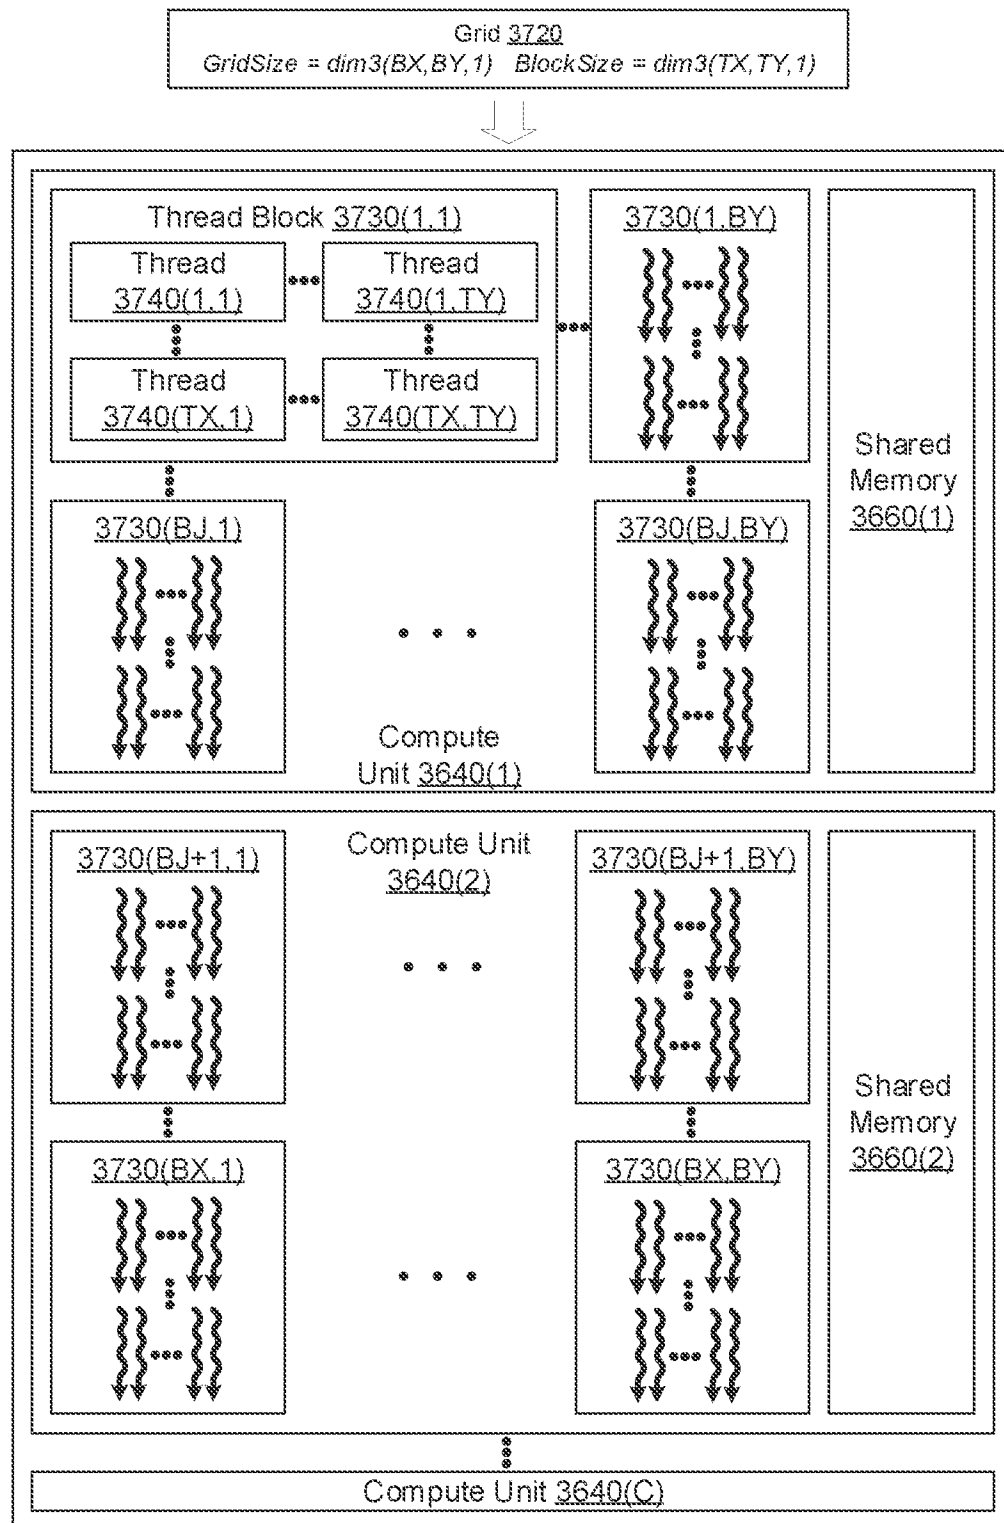 Grid 3720
GridSize = dim3(BX,BY,1) BlockSize = dim3(TX,TY,1)
Thread Block 3730(1,1)
Thread
3740(1,1)
Thread
3740(1,TY)
Thread
3740(TX,1)
Thread
3740(TX,TY)
3730(1,BY)
Shared
Memory
3660(1)
3730(BJ,1)
3730(BJ,BY)
Compute
Unit 3640(1)
3730(BJ+1,1)
Compute Unit
3640(2)
3730(BJ+1,BY)
Shared
Memory
3660(2)
3730(BX,1)
3730(BX,BY)
Compute Unit 3640(C)